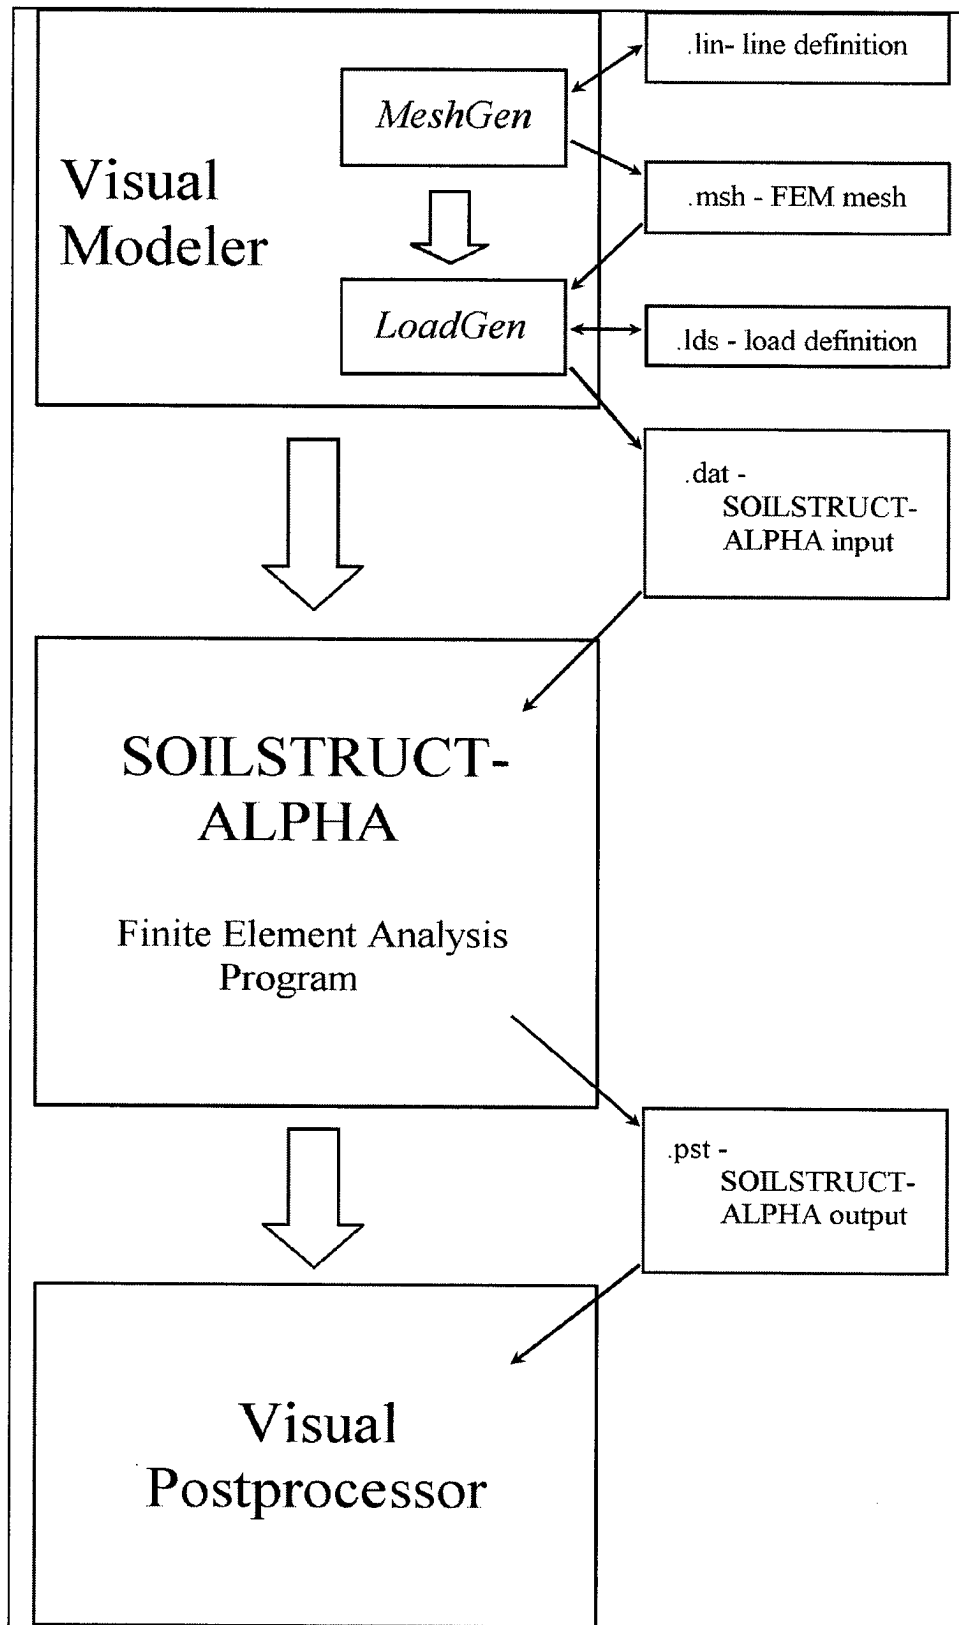 .lin- line definition
MeshGen
Visual
Modeler
.msh - FEM mesh
LoadGen
.lds - load definition
.dat -
SOILSTRUCT-
ALPHA input
SOILSTRUCT-
ALPHA
Finite Element Analysis
Program
.pst -
SOILSTRUCT-
ALPHA output
Visual
Postprocessor